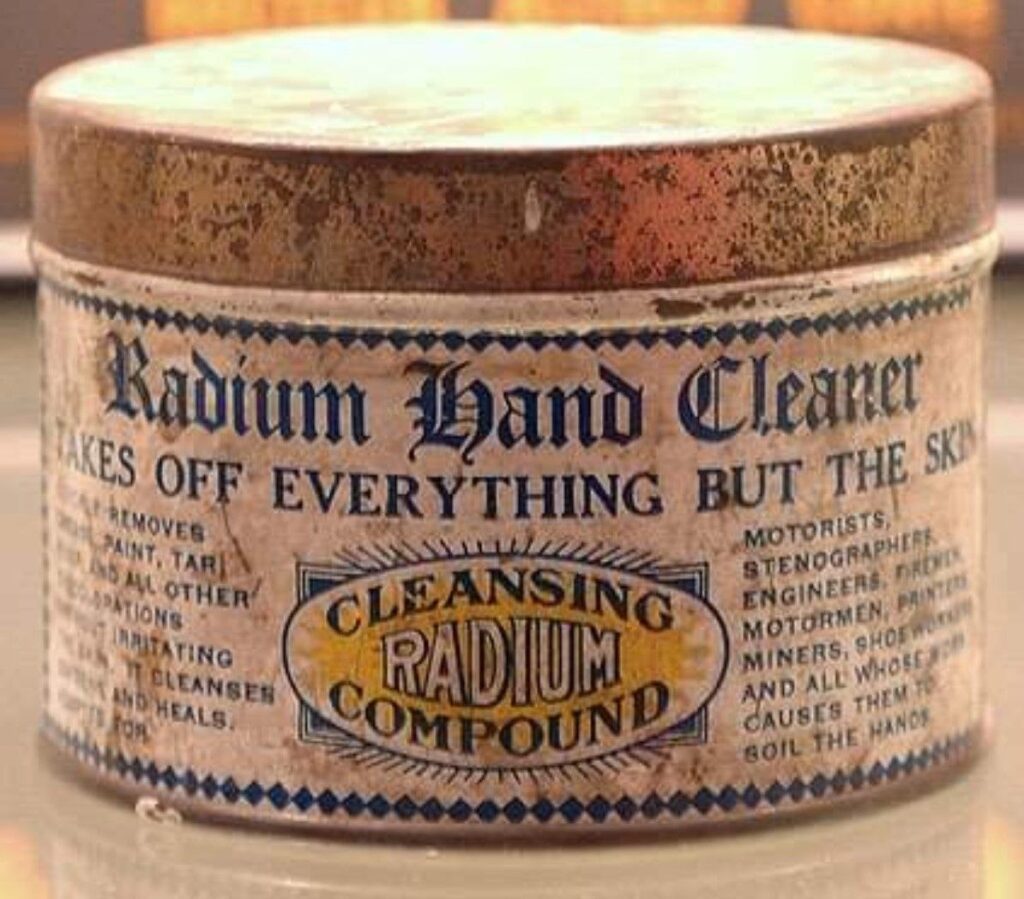 Radium Hand Cleaner
TAKES OFF EVERYTHING BUT THE SKIN
REMOVES
PAINT, TAR
AND ALL OTHER
IRRITATING
IT CLEANSES
AND HEALS.
FOR
CLEANSING
RADIUM
COMPOUND
MOTORISTS,
STENOGRAPHERS,
ENGINEERS, FIREMEN,
MOTORMEN, PRINTERS,
MINERS, SHOEWORKERS
AND ALL WHOSE WORK
CAUSES THEM TO
SOIL THE HANDS